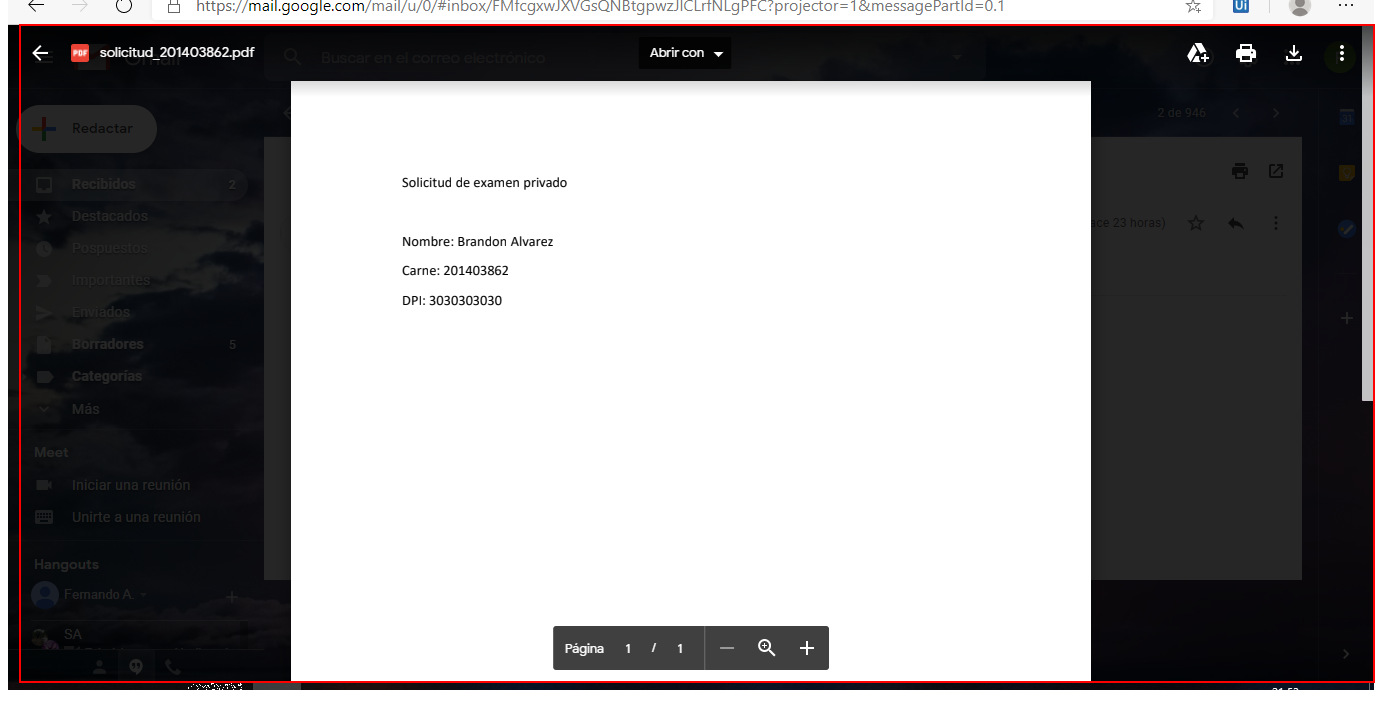 https://mail.google.com/mail/u/0/#inbox/FMfcgxwJXVGsQNBtgpwzJlCLrfNLgPFC?projector=1&messagePartId=0.1
Ui
PDF
solicitud_201403862.pdf
Buscar en el correo electrónico
Abrir con
Redactar
2 de 946
Recibidos 2
Destacados
Pospuestos
Importantes
Enviados
Borradores 5
Categorías
Más
Meet
Iniciar una reunión
Unirte a una reunión
Hangouts
Fernando A.
SA
ace 23 horas)
Solicitud de examen privado
Nombre: Brandon Alvarez
Carne: 201403862
DPI: 3030303030
Página 1 / 1